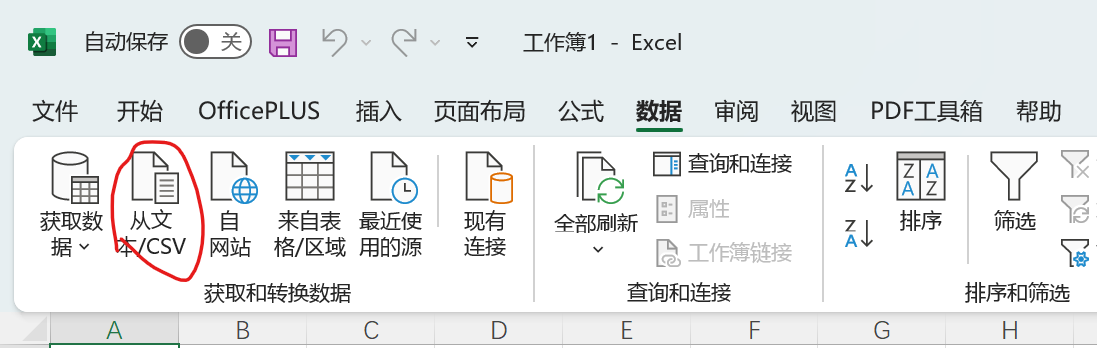 自动保存 关 工作簿1 - Excel
文件 开始 OfficePLUS 插入 页面布局 公式 数据 审阅 视图 PDF工具箱 帮助
获取数据 从文本/CSV 自网站 来自表格/区域 最近使用的源 现有连接 全部刷新 查询和连接 属性 工作簿链接 排序 筛选
获取和转换数据 查询和连接 排序和筛选
A B C D E F G H